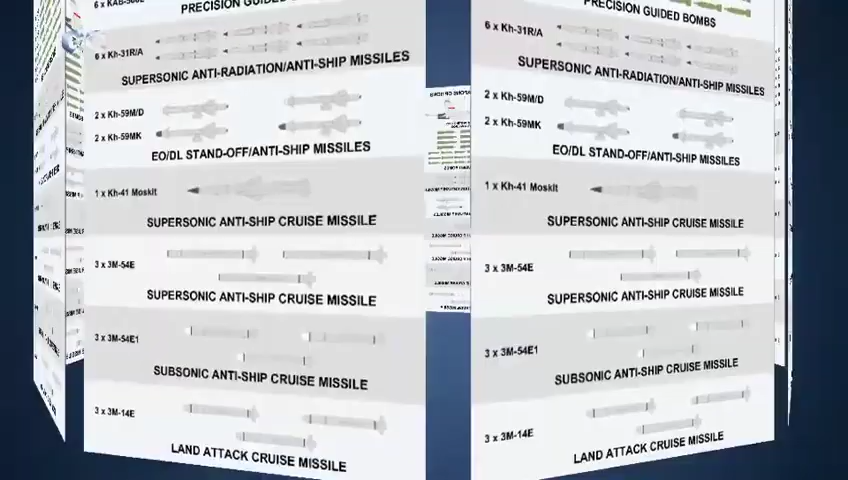 6 x KAB-500L
PRECISION GUIDED
6 x Kh-31R/A
SUPERSONIC ANTI-RADIATION/ANTI-SHIP MISSILES
2 x Kh-59M/D
2 x Kh-59MK
EO/DL STAND-OFF/ANTI-SHIP MISSILES
1 x Kh-41 Moskit
SUPERSONIC ANTI-SHIP CRUISE MISSILE
3 x 3M-54E
SUPERSONIC ANTI-SHIP CRUISE MISSILE
3 x 3M-54E1
SUBSONIC ANTI-SHIP CRUISE MISSILE
3 x 3M-14E
LAND ATTACK CRUISE MISSILE
PRECISION GUIDED BOMBS
6 x Kh-31R/A
SUPERSONIC ANTI-RADIATION/ANTI-SHIP MISSILES
2 x Kh-59M/D
2 x Kh-59MK
EO/DL STAND-OFF/ANTI-SHIP MISSILES
1 x Kh-41 Moskit
SUPERSONIC ANTI-SHIP CRUISE MISSILE
3 x 3M-54E
SUPERSONIC ANTI-SHIP CRUISE MISSILE
3 x 3M-54E1
SUBSONIC ANTI-SHIP CRUISE MISSILE
3 x 3M-14E
LAND ATTACK CRUISE MISSILE